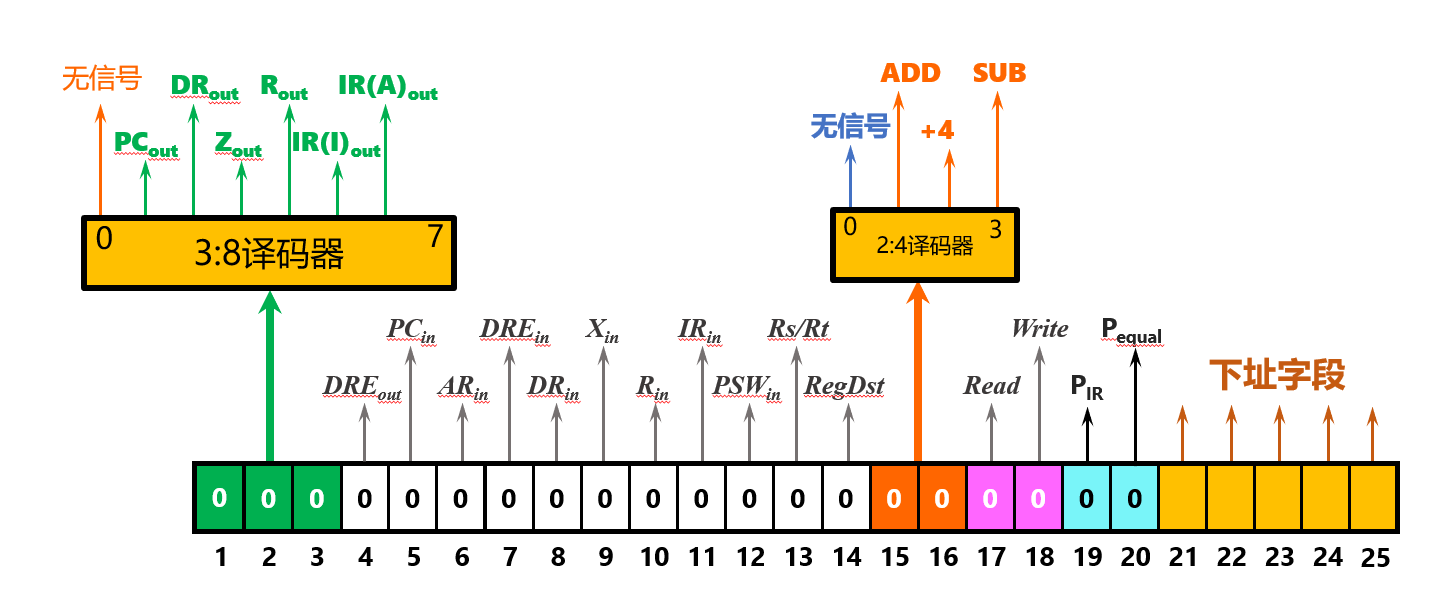 无信号 DRout Rout IR(A)out
PCout Zout IR(I)out
0 3:8译码器 7
ADD SUB
无信号 +4
0 2:4译码器 3
PCin DREin Xin IRin Rs/Rt Write Pequal
DREout ARin DRin Rin PSWin RegDst Read PIR
下址字段
0 0 0 0 0 0 0 0 0 0 0 0 0 0 0 0 0 0 0 0
1 2 3 4 5 6 7 8 9 10 11 12 13 14 15 16 17 18 19 20 21 22 23 24 25